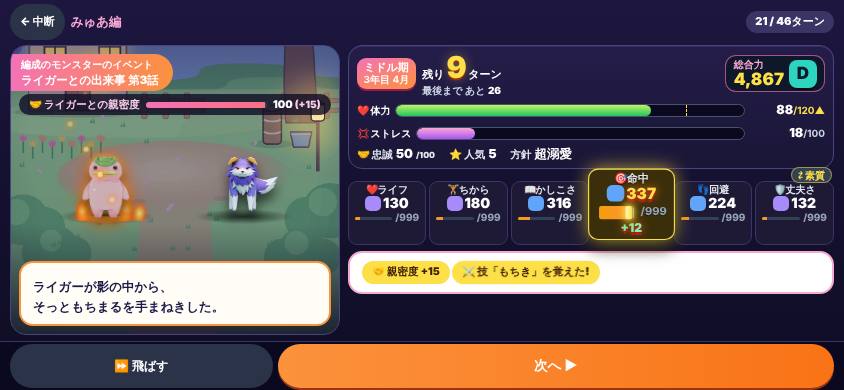 ← 中断
みゅあ編
21 / 46ターン
編成のモンスターのイベント
ライガーとの出来事 第3話
🤝 ライガーとの親密度
100 (+15)
ライガーが影の中から、
そっともちまるを手まねきした。
ミドル期
3年目 4月
残り 9 ターン
最後まであと 26
総合力
4,867 D
❤️体力
88/120▲
💢ストレス
18/100
🤝 忠誠 50 /100 ⭐ 人気 5 方針 超溺愛
⤴素質
❤️ライフ
130
/999
🏋ちから
180
/999
📖かしこさ
316
/999
🎯命中
337
/999
+12
👣回避
224
/999
🛡️丈夫さ
132
/999
🤝 親密度 +15
⚔️ 技「もちき」を覚えた!
⏩ 飛ばす
次へ ▶